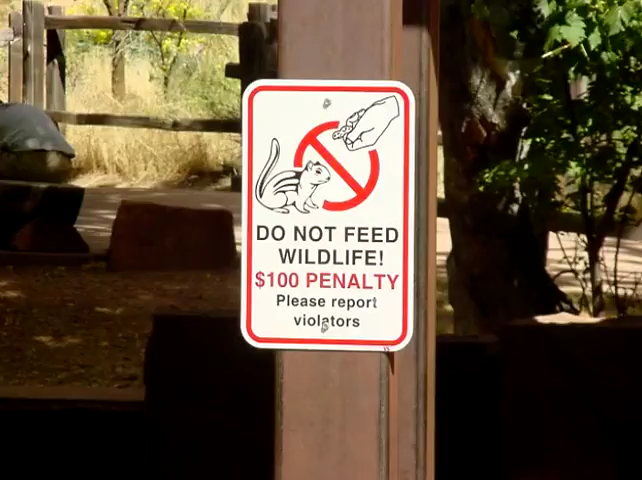 DO NOT FEED
WILDLIFE!
$100 PENALTY
Please report
violators